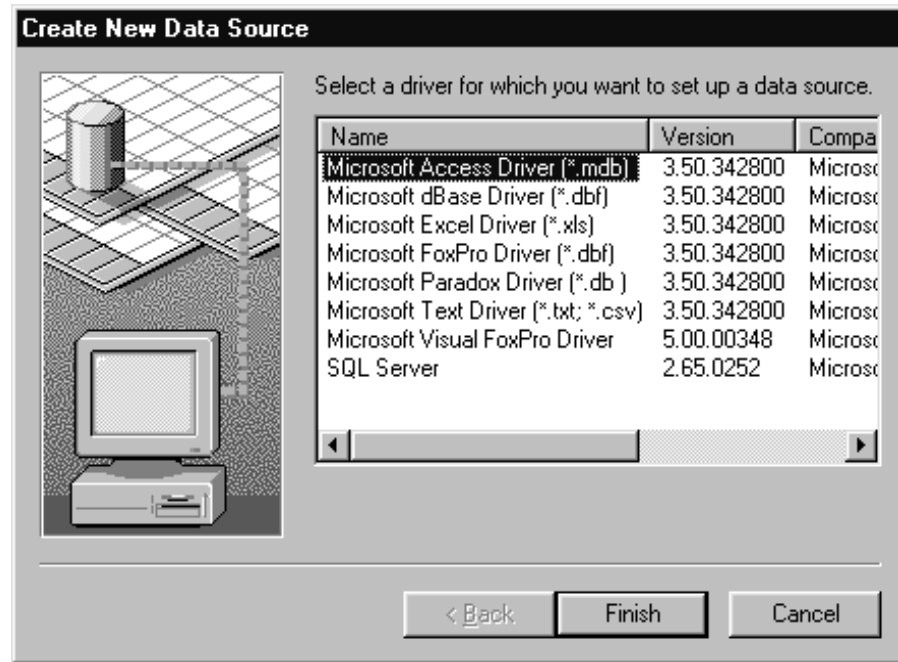 Create New Data Source
Select a driver for which you want to set up a data source.
Name Version Compa
Microsoft Access Driver (*.mdb) 3.50.342800 Microso
Microsoft dBase Driver (*.dbf) 3.50.342800 Microso
Microsoft Excel Driver (*.xls) 3.50.342800 Microso
Microsoft FoxPro Driver (*.dbf) 3.50.342800 Microso
Microsoft Paradox Driver (*.db ) 3.50.342800 Microso
Microsoft Text Driver (*.txt; *.csv) 3.50.342800 Microso
Microsoft Visual FoxPro Driver 5.00.00348 Microso
SQL Server 2.65.0252 Microso
< Back Finish Cancel